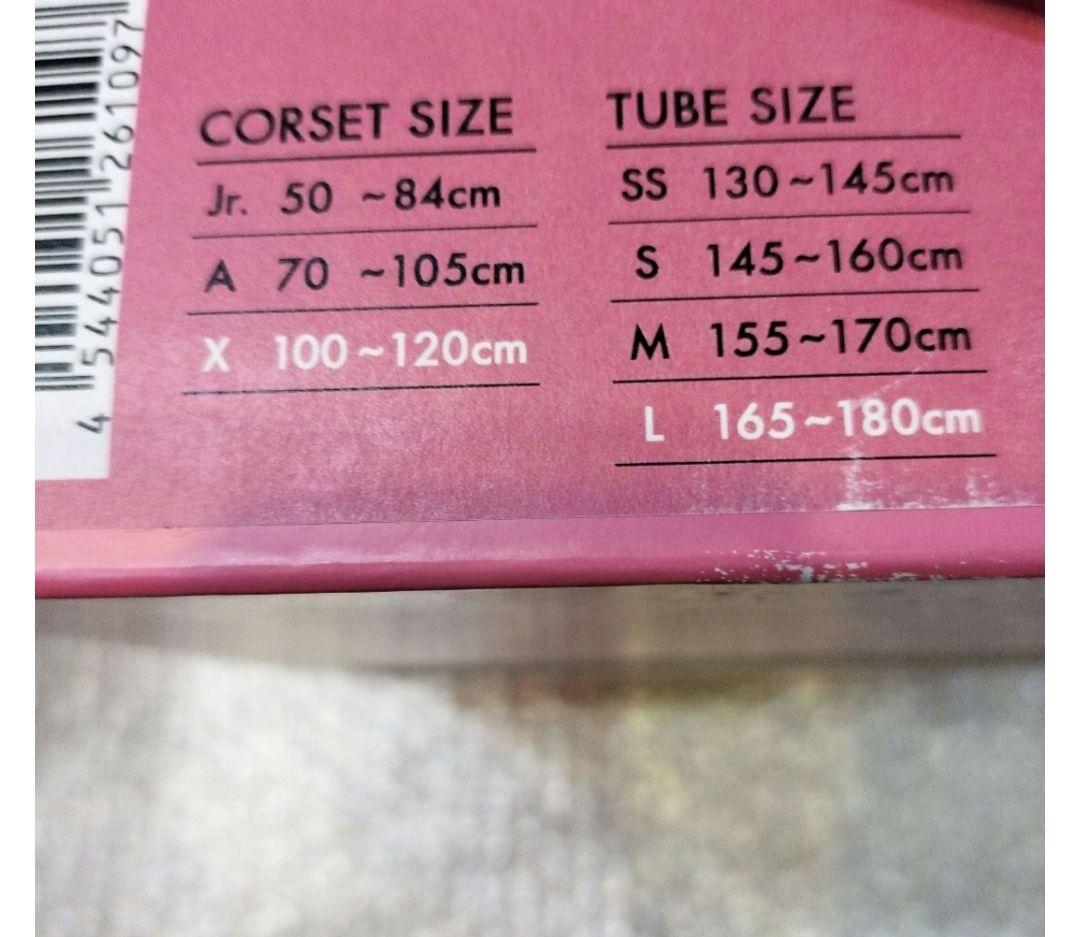 CORSET SIZE
Jr. 50 ~84cm
A 70 ~105cm
X 100~120cm
TUBE SIZE
SS 130~145cm
S 145~160cm
M 155~170cm
L 165~180cm
4 544051 261097